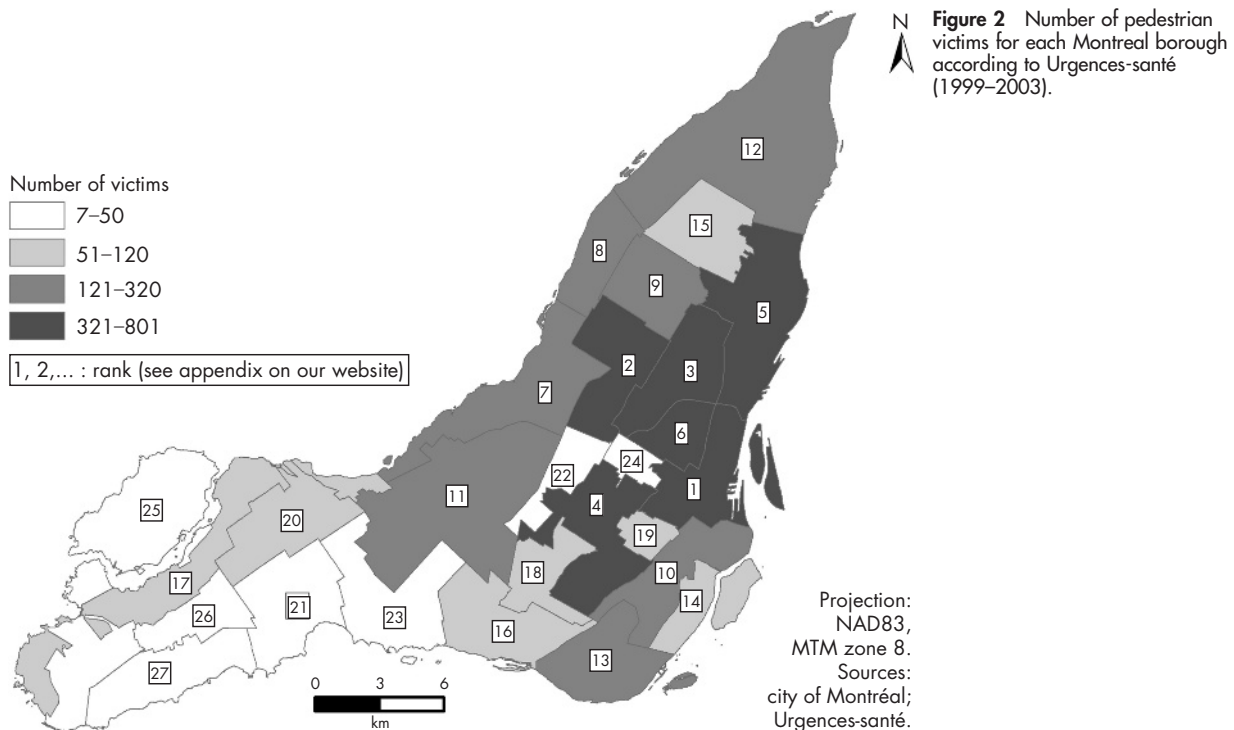 N
Figure 2 Number of pedestrian
victims for each Montreal borough
according to Urgences-santé
(1999–2003).
12
Number of victims
7–50
51–120
121–320
321–801
15
8
9
5
1, 2,... : rank (see appendix on our website)
2
3
7
6
22
24
11
1
4
25
20
19
17
18
10
14
26
21
23
16
13
27
Projection:
NAD83,
MTM zone 8.
Sources:
city of Montréal;
Urgences-santé.
0 3 6
km